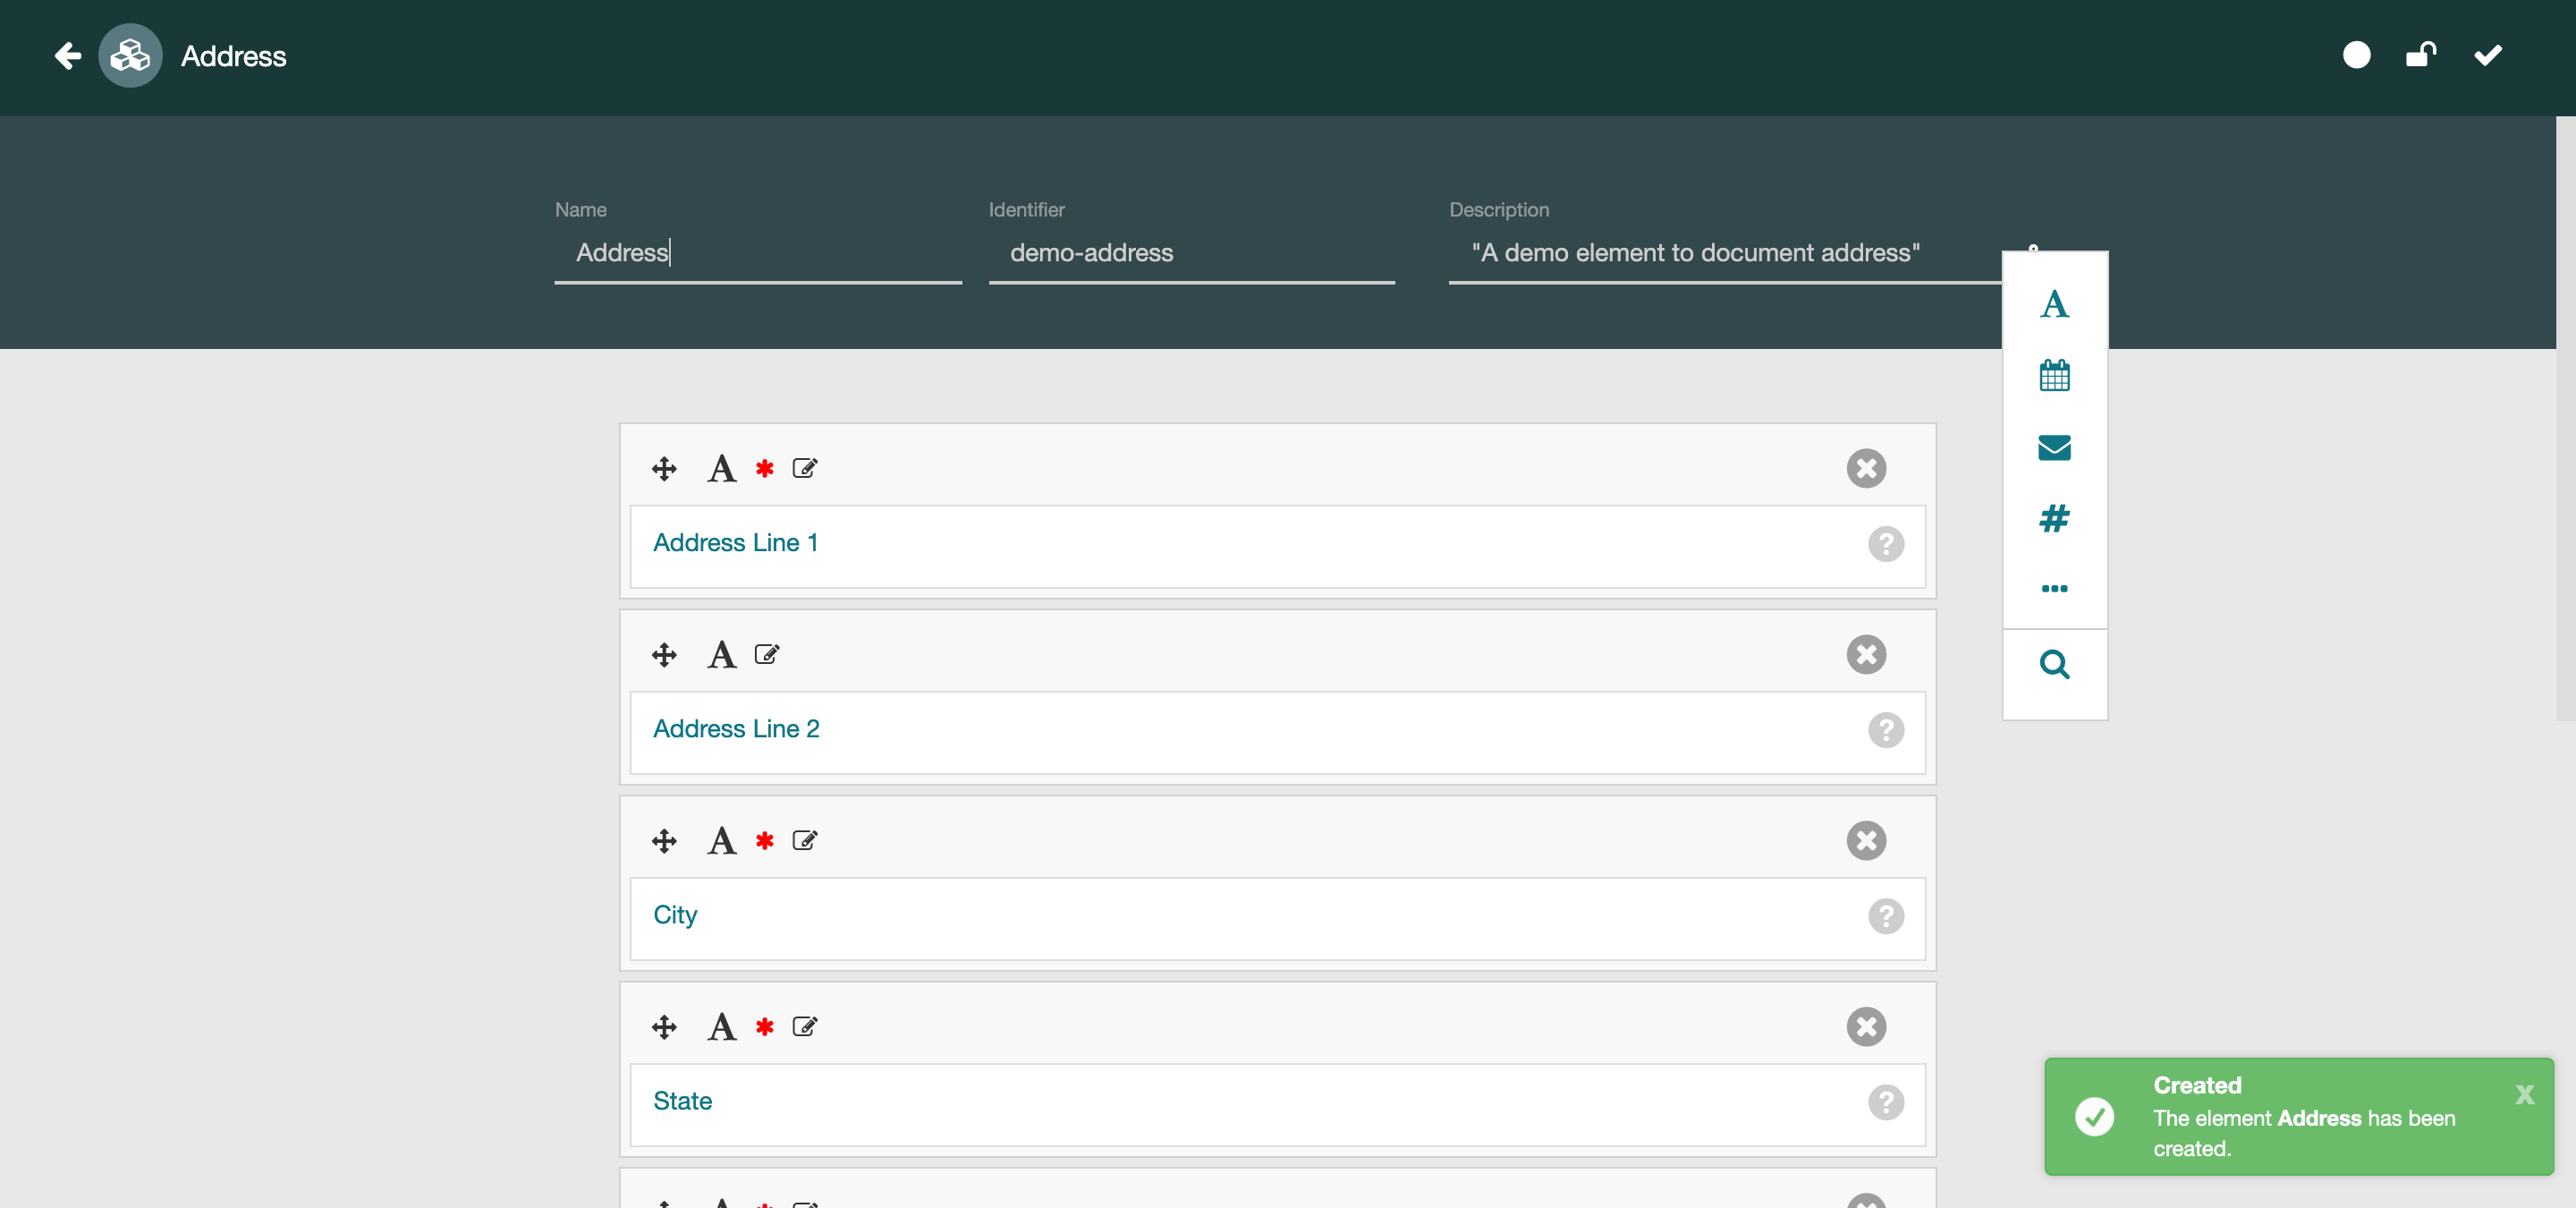 Address
Name
Identifier
Description
Address
demo-address
"A demo element to document address"
Address Line 1
Address Line 2
City
State
Created
The element Address has been
created.